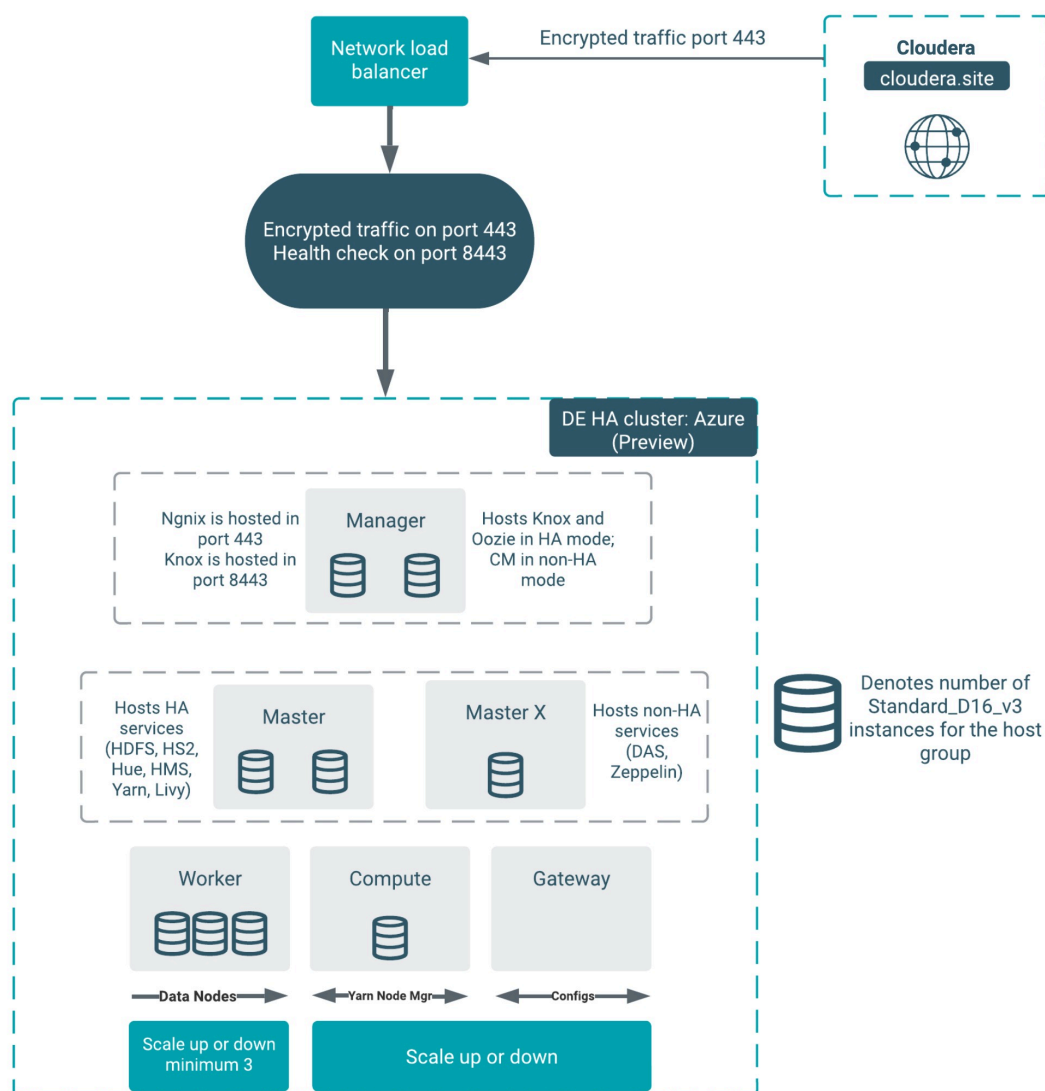 Network load
balancer
Encrypted traffic port 443
Cloudera
cloudera.site
Encrypted traffic on port 443
Health check on port 8443
DE HA cluster: Azure
(Preview)
Ngnix is hosted in
port 443
Knox is hosted in
port 8443
Manager
Hosts Knox and
Oozie in HA mode;
CM in non-HA
mode
Hosts HA
services
(HDFS, HS2,
Hue, HMS,
Yarn, Livy)
Master
Master X
Hosts non-HA
services
(DAS,
Zeppelin)
Denotes number of
Standard_D16_v3
instances for the host
group
Worker
Compute
Gateway
Data Nodes
Yarn Node Mgr
Configs
Scale up or down
minimum 3
Scale up or down